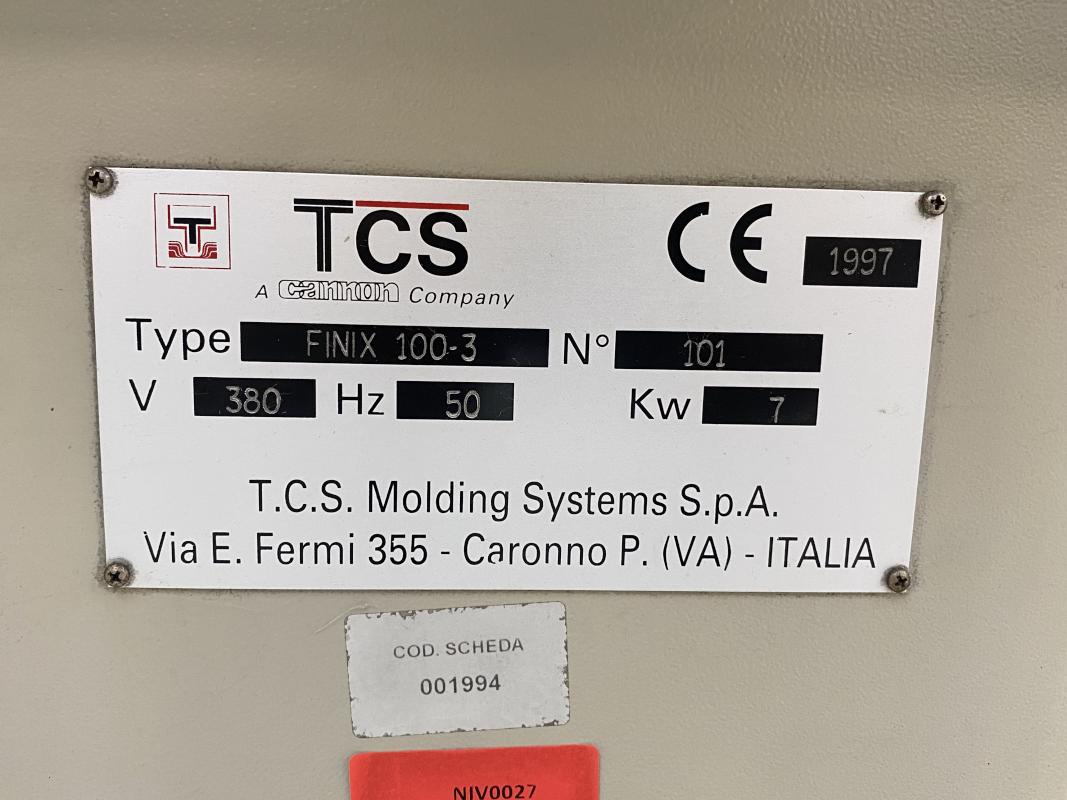 T
TCS
CE 1997
A cannon Company
Type FINIX 100-3 N° 101
V 380 Hz 50 Kw 7
T.C.S. Molding Systems S.p.A.
Via E. Fermi 355 - Caronno P. (VA) - ITALIA
COD. SCHEDA
001994
NIV0027